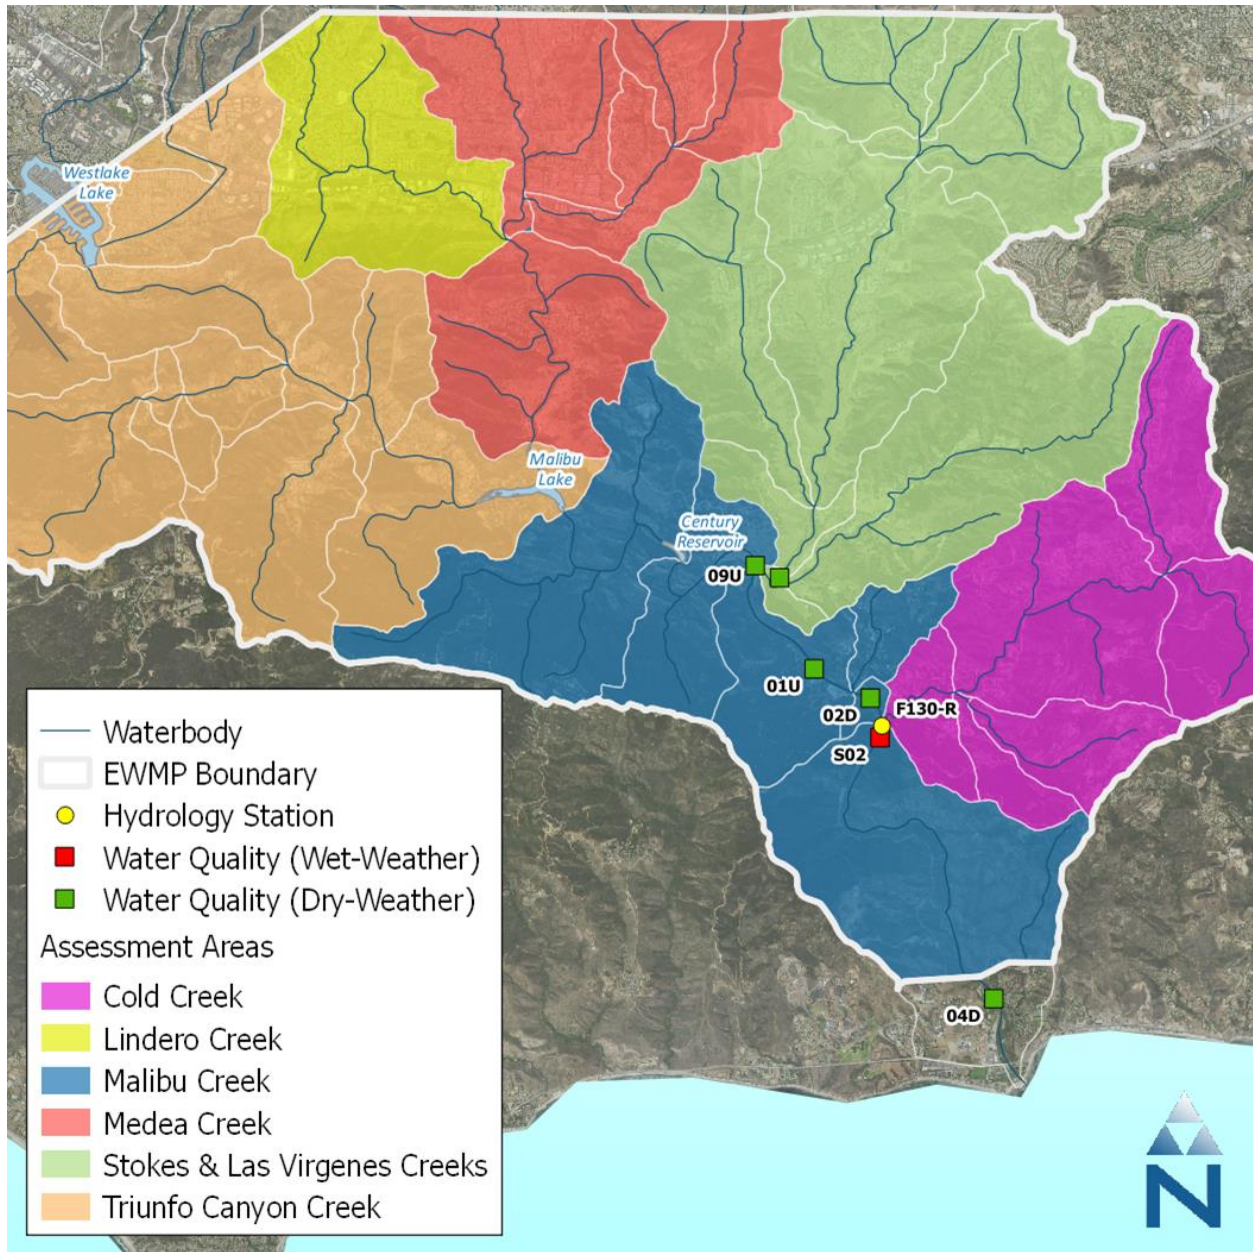 Westlake
Lake
Malibu
Lake
Century
Reservoir
09U
01U
02D
F130-R
S02
04D
Waterbody
EWMP Boundary
Hydrology Station
Water Quality (Wet-Weather)
Water Quality (Dry-Weather)
Assessment Areas
Cold Creek
Lindero Creek
Malibu Creek
Medea Creek
Stokes & Las Virgenes Creeks
Triunfo Canyon Creek
N